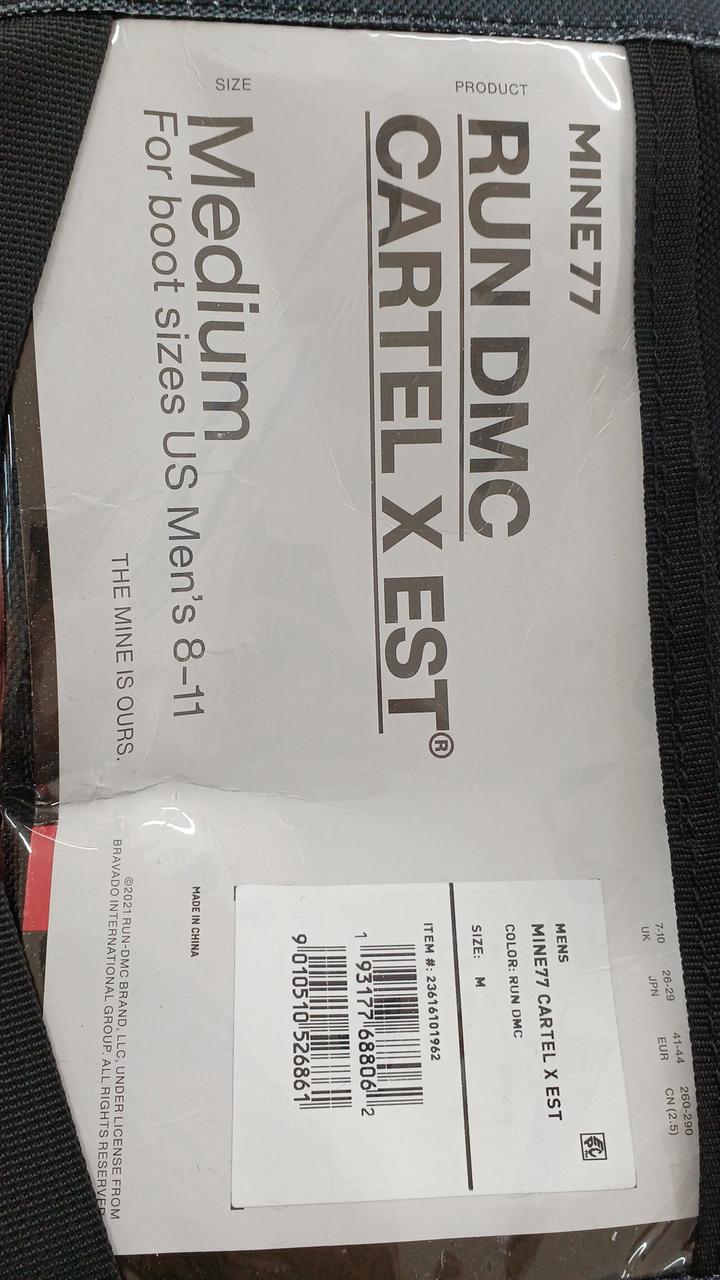 MINE 77
PRODUCT
RUN DMC
CARTEL X EST®
SIZE
Medium
For boot sizes US Men's 8–11
THE MINE IS OURS.
7-10
UK
26-29
JPN
41-44
EUR
260-290
CN (2.5)
MENS
MINE77 CARTEL X EST
COLOR: RUN DMC
SIZE: M
ITEM #: 23616101962
1 93177 68806 2
9 010510 526861
MADE IN CHINA
©2021 RUN-DMC BRAND, LLC, UNDER LICENSE FROM
BRAVADO INTERNATIONAL GROUP. ALL RIGHTS RESERVED